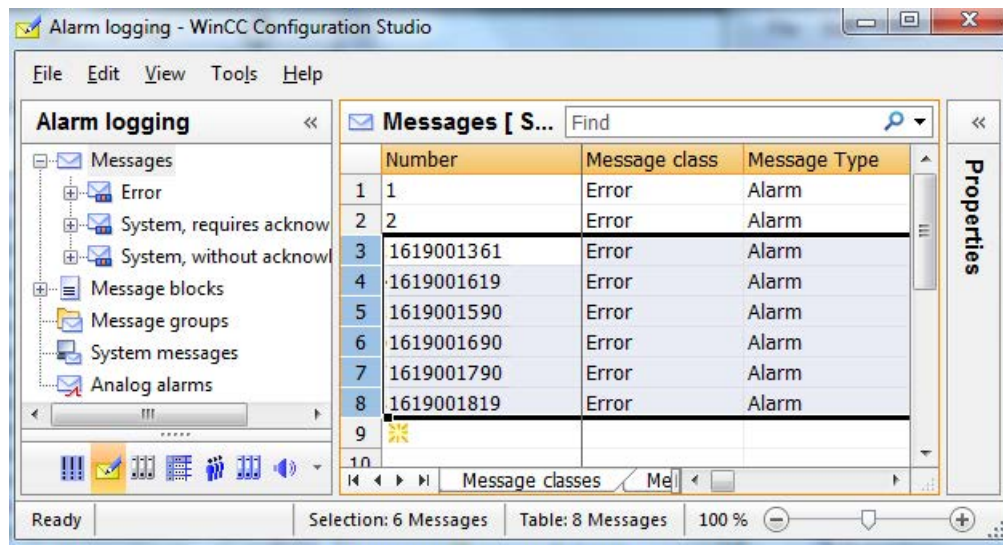 Alarm logging - WinCC Configuration Studio
File Edit View Tools Help
Alarm logging «
Messages
Error
System, requires acknow
System, without acknowl
Message blocks
Message groups
System messages
Analog alarms
Messages [ S... Find
Number Message class Message Type
1 1 Error Alarm
2 2 Error Alarm
3 1619001361 Error Alarm
4 1619001619 Error Alarm
5 1619001590 Error Alarm
6 1619001690 Error Alarm
7 1619001790 Error Alarm
8 1619001819 Error Alarm
9
10
Message classes Me
«
Properties
Ready Selection: 6 Messages Table: 8 Messages 100 %